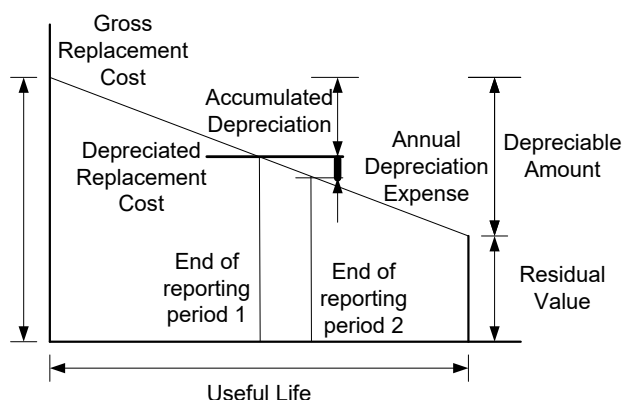 Gross
Replacement
Cost
Accumulated
Depreciation
Annual
Depreciation
Expense
Depreciable
Amount
Depreciated
Replacement
Cost
End of
reporting
period 1
End of
reporting
period 2
Residual
Value
Useful Life